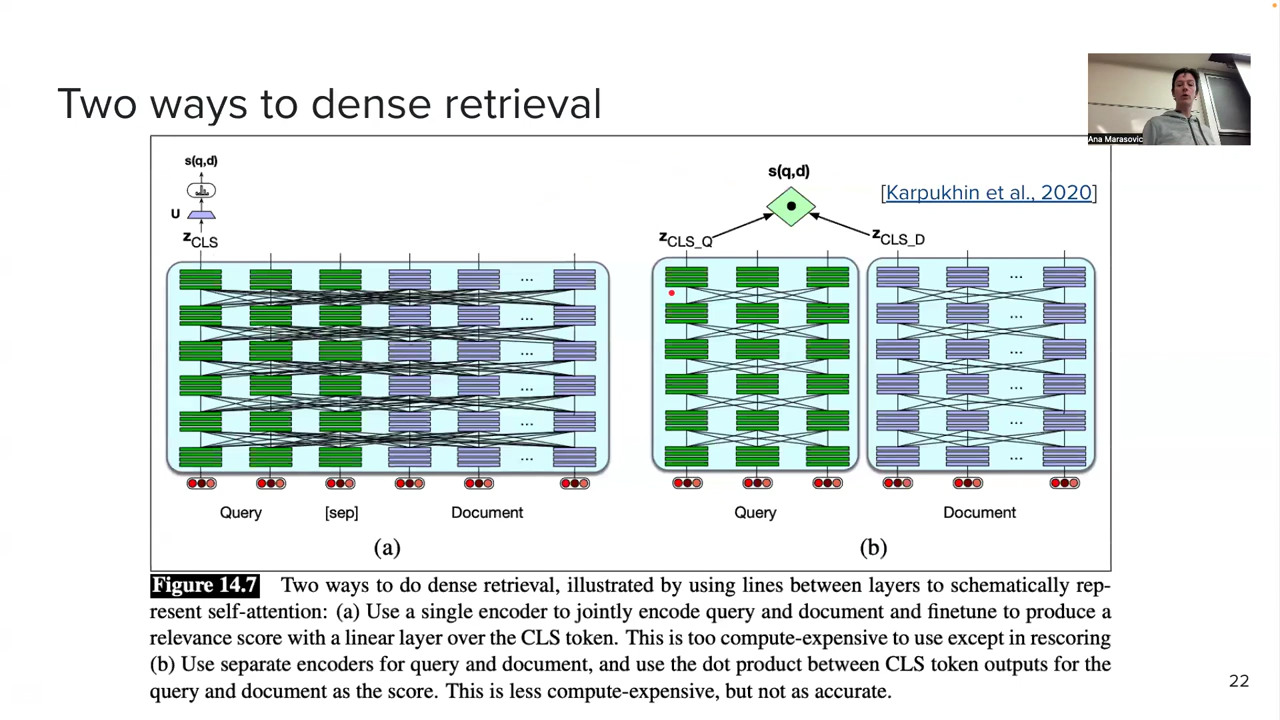 Two ways to dense retrieval
Ana Marasovic
s(q,d)
U
zCLS
s(q,d)
[Karpukhin et al., 2020]
zCLS_Q
zCLS_D
...
...
...
...
...
...
...
...
...
...
...
...
Query
[sep]
Document
Query
Document
(a)
(b)
Figure 14.7 Two ways to do dense retrieval, illustrated by using lines between layers to schematically rep-
resent self-attention: (a) Use a single encoder to jointly encode query and document and finetune to produce a
relevance score with a linear layer over the CLS token. This is too compute-expensive to use except in rescoring
(b) Use separate encoders for query and document, and use the dot product between CLS token outputs for the
query and document as the score. This is less compute-expensive, but not as accurate.
22